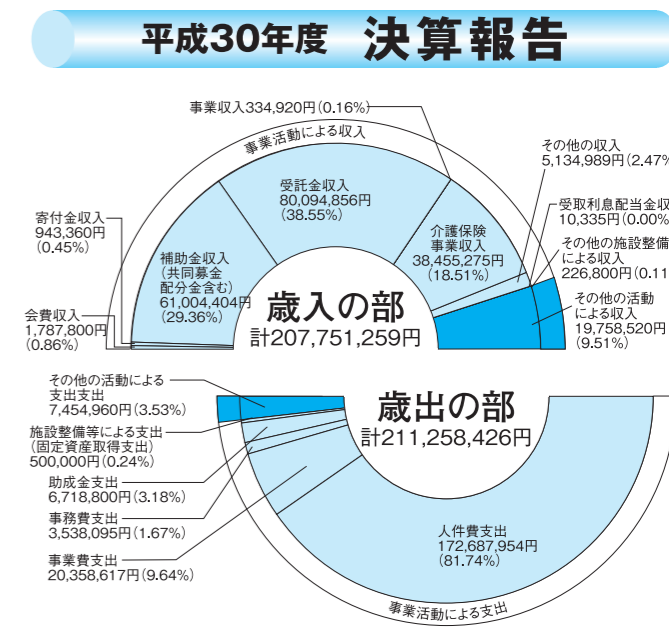 平成30年度 決算報告
事業収入334,920円(0.16%)
事業活動による収入
その他の収入
5,134,989円(2.47%
受託金収入
80,094,856円
(38.55%)
受取利息配当金収
10,335円(0.00%
寄付金収入
943,360円
(0.45%)
介護保険
事業収入
38,455,275円
(18.51%)
その他の施設整備
による収入
226,800円(0.11
補助金収入
(共同募金
配分金含む)
61,004,404円
(29.36%)
その他の活動
による収入
19,758,520円
(9.51%)
会費収入
1,787,800円
(0.86%)
歳入の部
計207,751,259円
その他の活動による
支出支出
7,454,960円(3.53%)
歳出の部
計211,258,426円
施設整備等による支出
(固定資産取得支出)
500,000円(0.24%)
助成金支出
6,718,800円(3.18%)
事務費支出
3,538,095円(1.67%)
事業費支出
20,358,617円(9.64%)
人件費支出
172,687,954円
(81.74%)
事業活動による支出